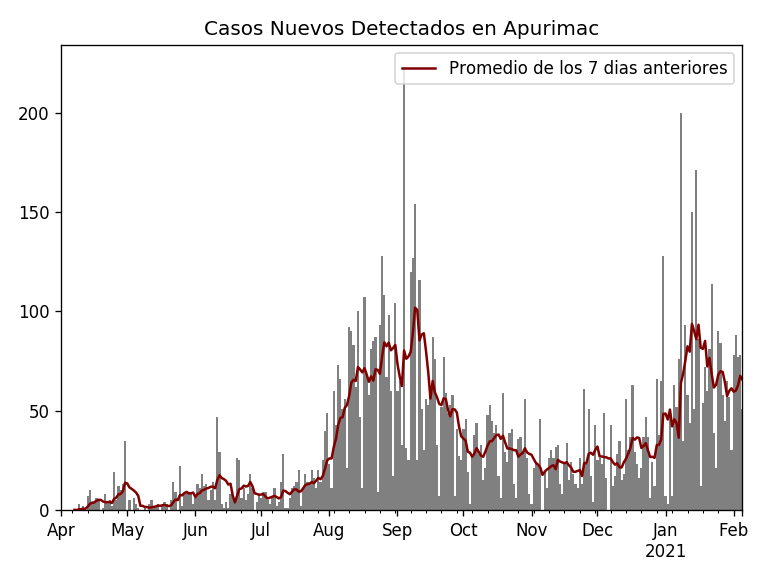 Casos Nuevos Detectados en Apurimac
Promedio de los 7 dias anteriores
200
150
100
50
0
Apr May Jun Jul Aug Sep Oct Nov Dec Jan Feb
2021